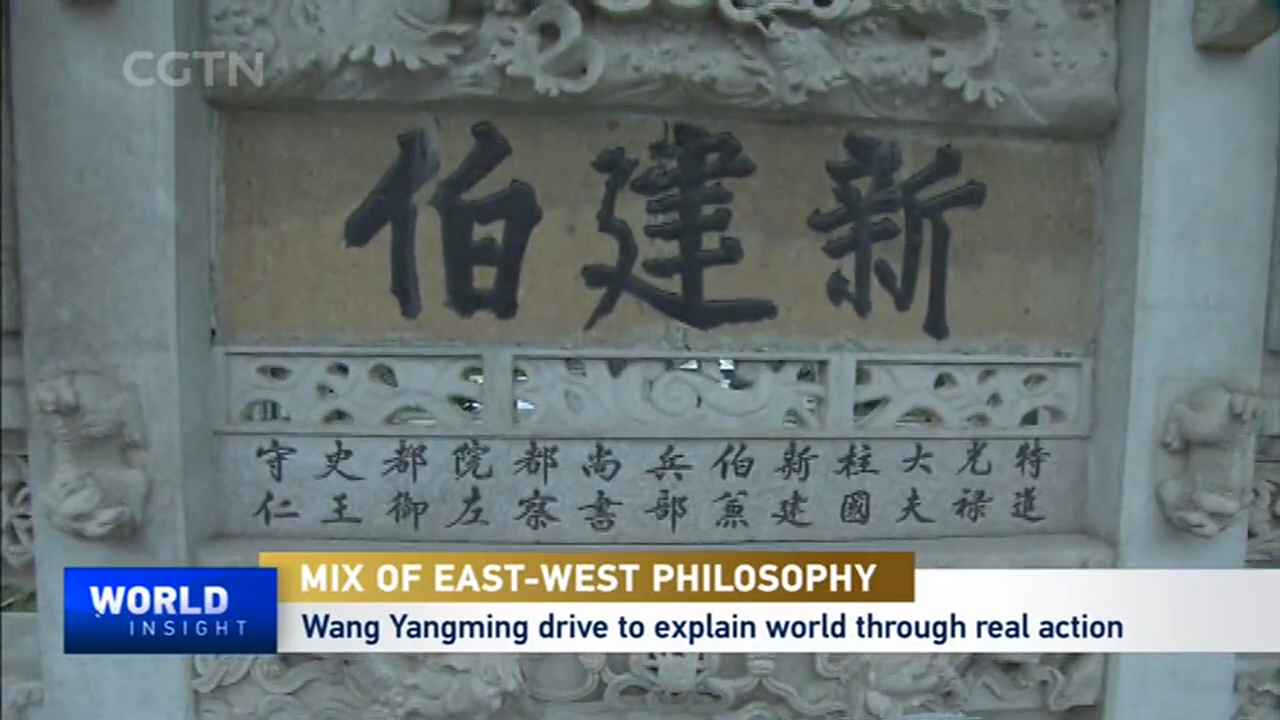 CGTN
新建伯
特進光禄大夫柱國新建伯兼兵部尚書都察院左都御史王守仁
MIX OF EAST-WEST PHILOSOPHY
WORLD
INSIGHT
Wang Yangming drive to explain world through real action